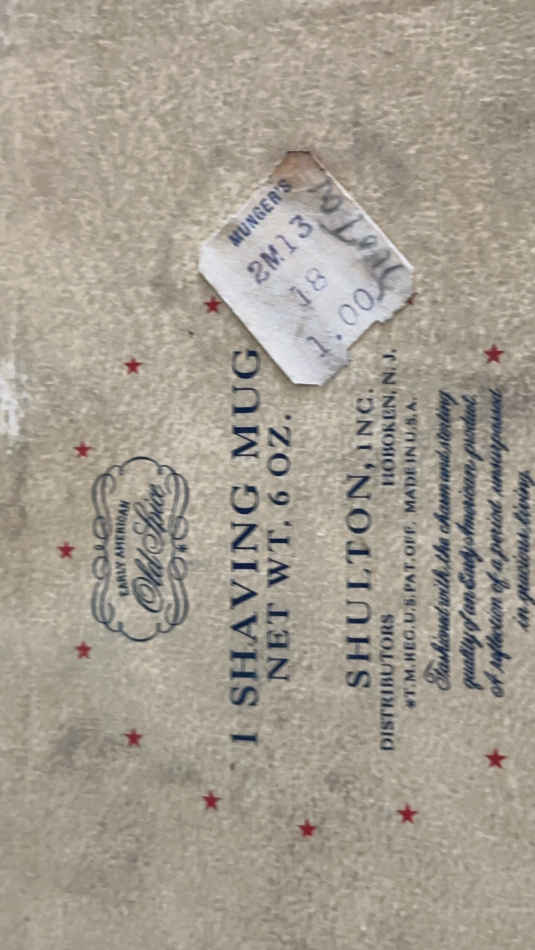 MUNGER'S
2M13
18
1.00
EARLY AMERICAN
Old Spice
1 SHAVING MUG
NET WT. 6 OZ.
SHULTON, INC.
DISTRIBUTORS HOBOKEN, N.J.
*T.M.REG.U.S.PAT.OFF. MADE IN U.S.A.
Fashioned with the charm and sturdy
quality of an Early American product.
A reflection of a period unsurpassed
in gracious living.